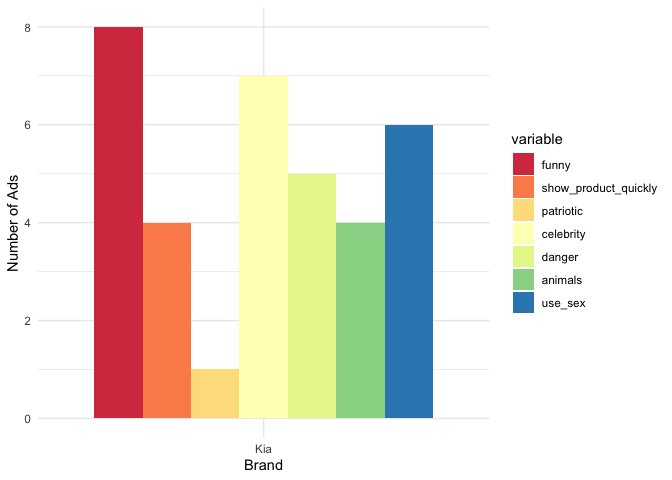 8
6
4
2
0
Number of Ads
Kia
Brand
variable
funny
show_product_quickly
patriotic
celebrity
danger
animals
use_sex